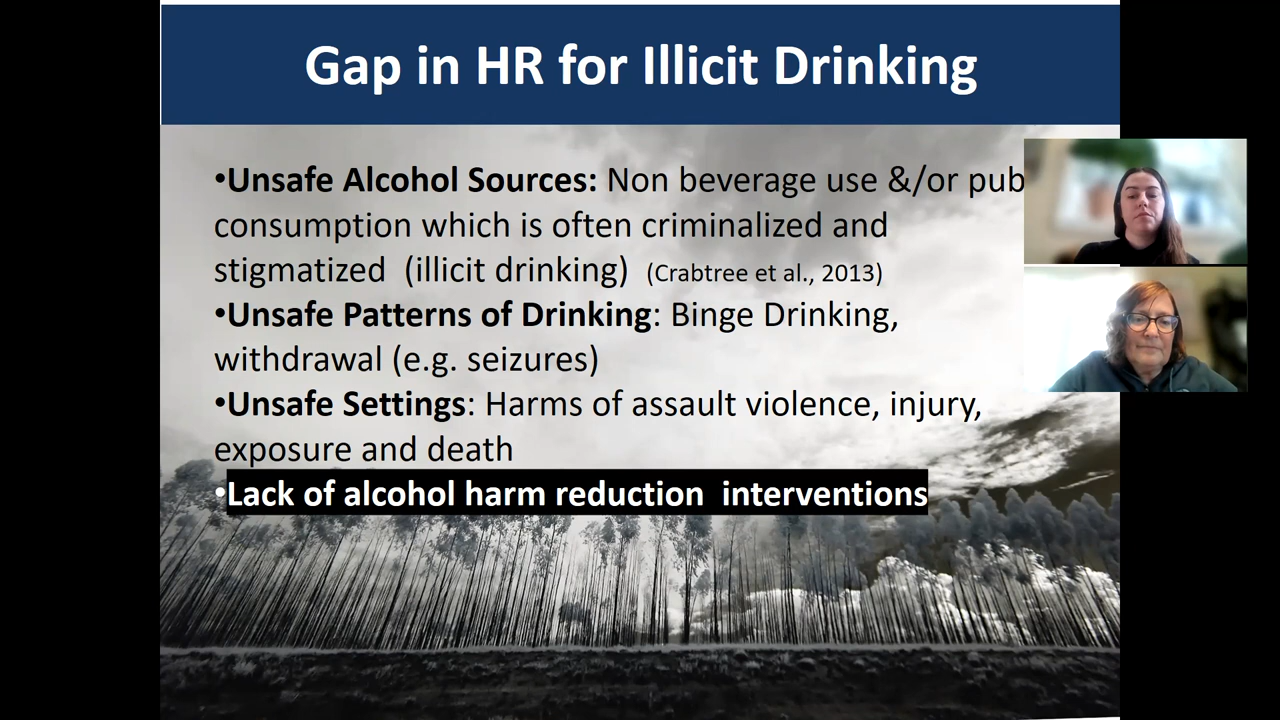 Gap in HR for Illicit Drinking
•Unsafe Alcohol Sources: Non beverage use &/or pub
consumption which is often criminalized and
stigmatized (illicit drinking) (Crabtree et al., 2013)
•Unsafe Patterns of Drinking: Binge Drinking,
withdrawal (e.g. seizures)
•Unsafe Settings: Harms of assault violence, injury,
exposure and death
•Lack of alcohol harm reduction interventions